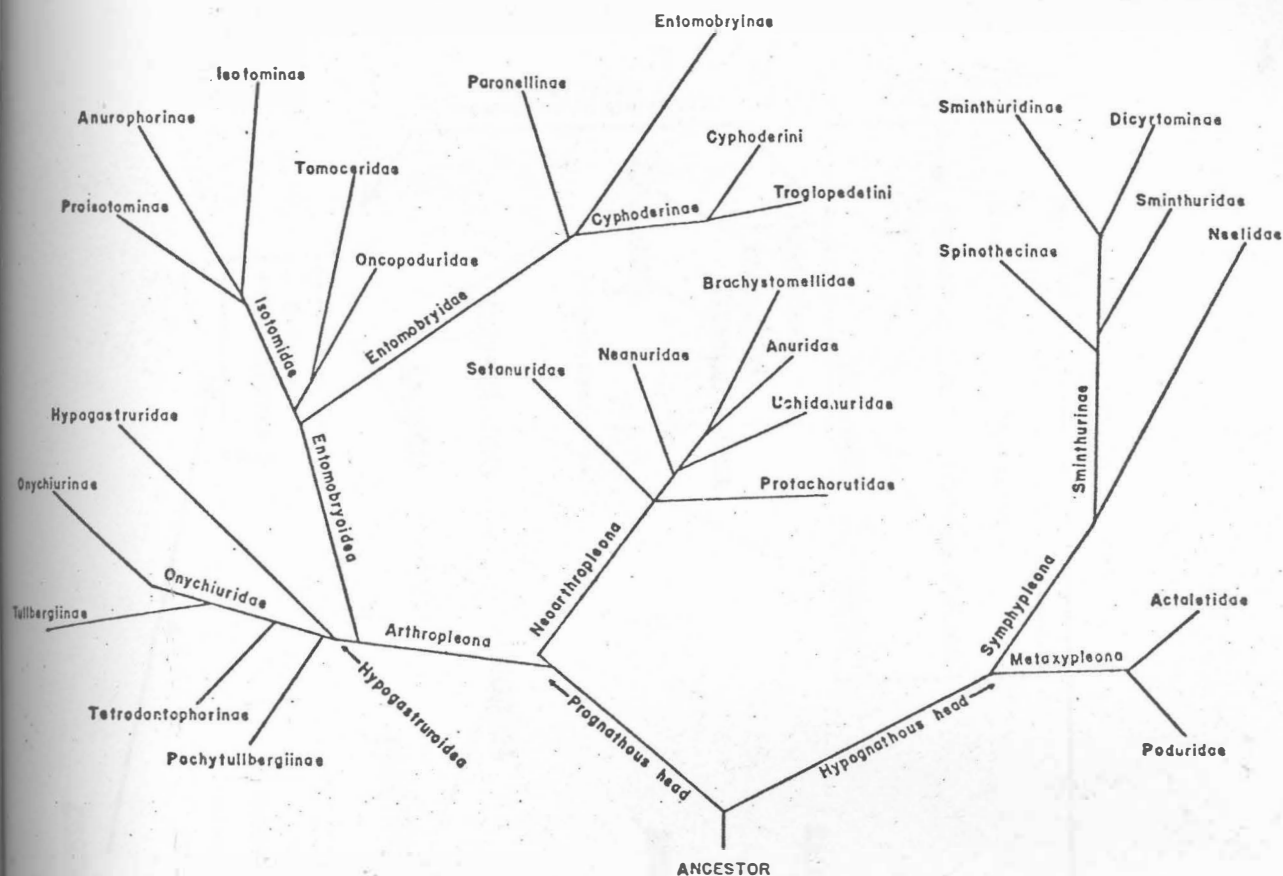 Entomobryinae
Isotominae
Paronellinae
Anurophorinae
Sminthuridinae
Dicyrtominae
Cyphoderini
Tomoceridae
Troglopedetini
Proisotominae
Cyphoderinae
Sminthuridae
Neelidae
Spinothecinae
Oncopoduridae
Brachystomellidae
Isotomidae
Entomobryidae
Neanuridae
Anuridae
Setanuridae
Uchidanuridae
Hypogastruridae
Sminthurinae
Onychiurinae
Protachorutidae
Entomobryoidea
Onychiuridae
Neoarthropleona
Symphypleona
Tullbergiinae
Actaletidae
Arthropleona
Metaxypleona
Hypogastruroidea
Prognathous head
Hypognathous head
Tetrodontophorinae
Pachytullbergiinae
Poduridae
ANCESTOR